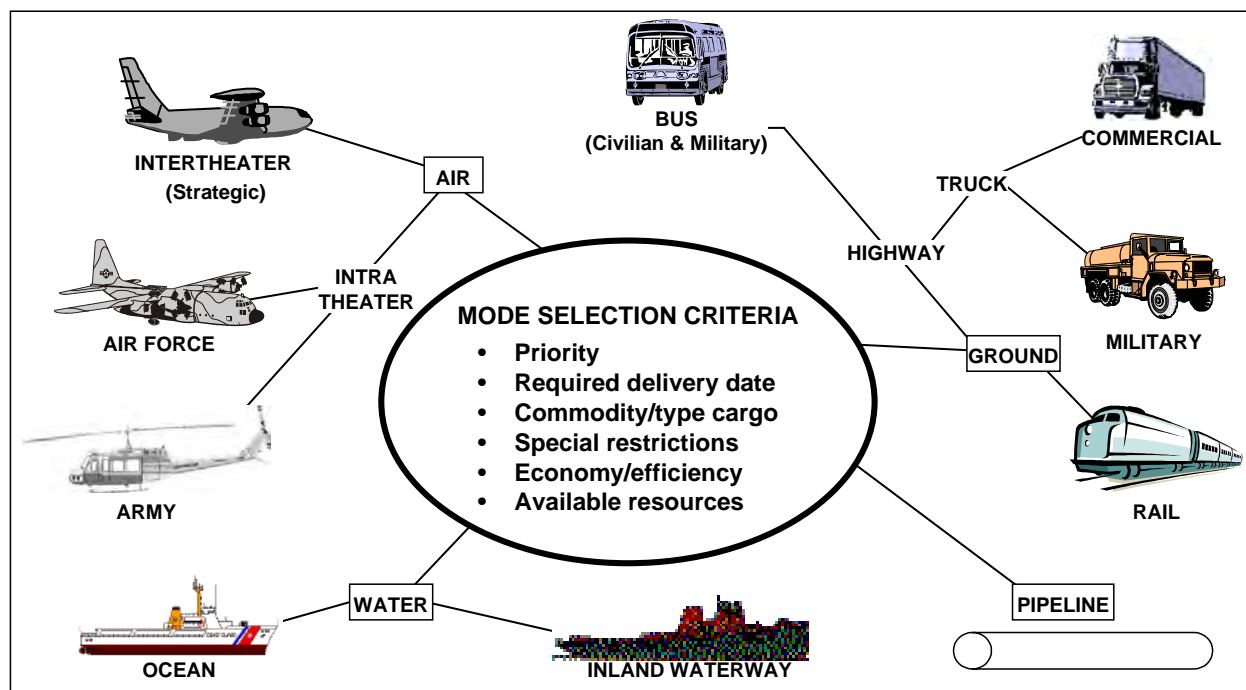 BUS
(Civilian & Military)
COMMERCIAL
INTERTHEATER
(Strategic)
AIR
TRUCK
HIGHWAY
INTRA
THEATER
AIR FORCE
MODE SELECTION CRITERIA
• Priority
• Required delivery date
• Commodity/type cargo
• Special restrictions
• Economy/efficiency
• Available resources
GROUND
MILITARY
ARMY
RAIL
WATER
PIPELINE
COAST GUARD
OCEAN
INLAND WATERWAY